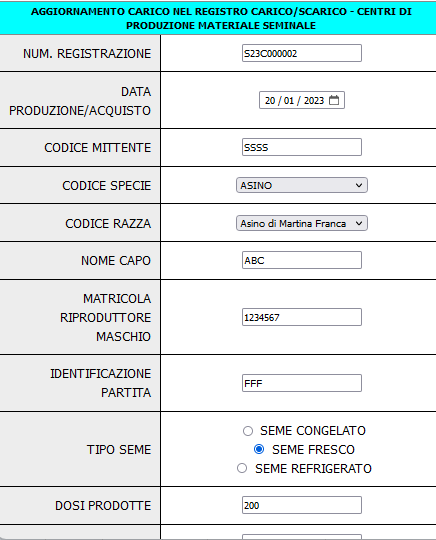 AGGIORNAMENTO CARICO NEL REGISTRO CARICO/SCARICO - CENTRI DI
PRODUZIONE MATERIALE SEMINALE
NUM. REGISTRAZIONE S23C000002
DATA
PRODUZIONE/ACQUISTO 20 / 01 / 2023
CODICE MITTENTE SSSS
CODICE SPECIE ASINO
CODICE RAZZA Asino di Martina Franca
NOME CAPO ABC
MATRICOLA
RIPRODUTTORE 1234567
MASCHIO
IDENTIFICAZIONE
PARTITA FFF
SEME CONGELATO
TIPO SEME SEME FRESCO
SEME REFRIGERATO
DOSI PRODOTTE 200